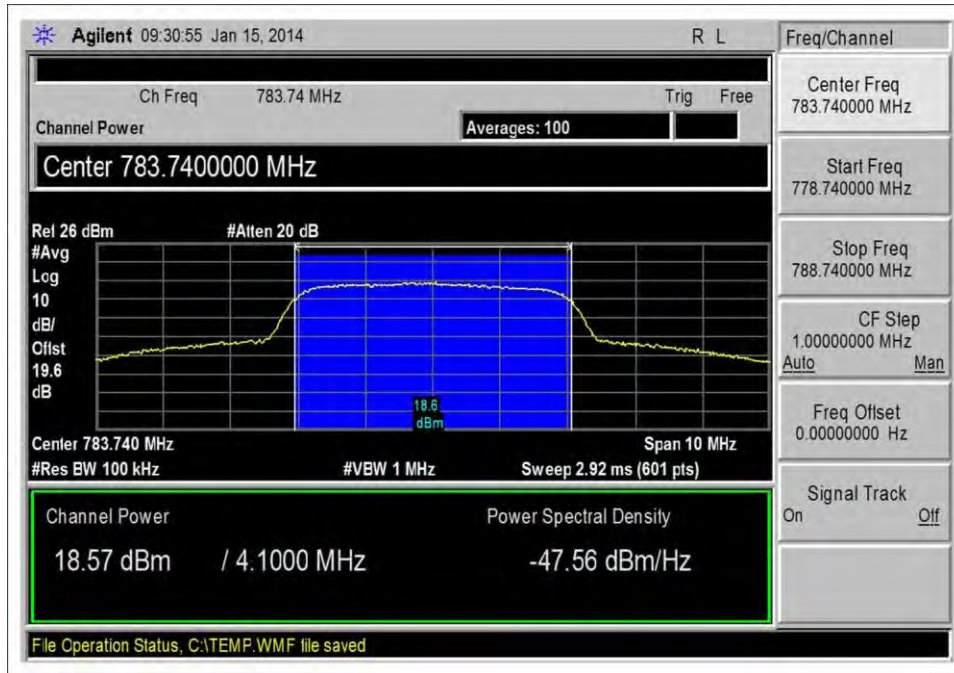 Agilent 09:30:55 Jan 15, 2014 R L
Ch Freq 783.74 MHz Trig Free
Channel Power Averages: 100
Center 783.7400000 MHz
Ref 26 dBm #Atten 20 dB
#Avg
Log
10
dB/
Offst
19.6
dB
18.6
dBm
Center 783.740 MHz Span 10 MHz
#Res BW 100 kHz #VBW 1 MHz Sweep 2.92 ms (601 pts)
Channel Power Power Spectral Density
18.57 dBm / 4.1000 MHz -47.56 dBm/Hz
File Operation Status, C:\TEMP.WMF file saved
Freq/Channel
Center Freq
783.740000 MHz
Start Freq
778.740000 MHz
Stop Freq
788.740000 MHz
CF Step
1.00000000 MHz
Auto Man
Freq Offset
0.00000000 Hz
Signal Track
On Off